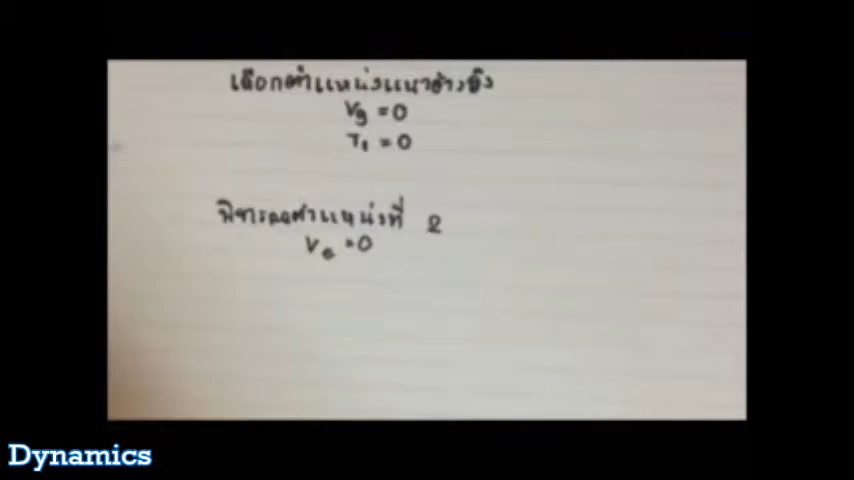 เลือกตำแหน่งแนวอ้างอิง
Vg = 0
T₁ = 0
พิจารณาตำแหน่งที่ 2
Ve = 0
Dynamics